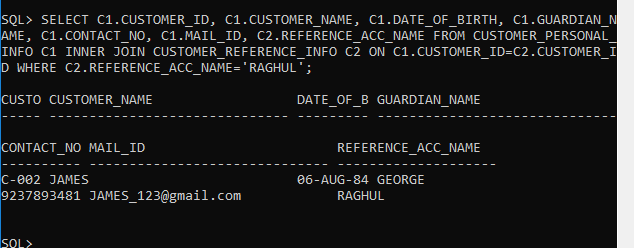 SQL> SELECT C1.CUSTOMER_ID, C1.CUSTOMER_NAME, C1.DATE_OF_BIRTH, C1.GUARDIAN_N
AME, C1.CONTACT_NO, C1.MAIL_ID, C2.REFERENCE_ACC_NAME FROM CUSTOMER_PERSONAL_
INFO C1 INNER JOIN CUSTOMER_REFERENCE_INFO C2 ON C1.CUSTOMER_ID=C2.CUSTOMER_I
D WHERE C2.REFERENCE_ACC_NAME='RAGHUL';
CUSTO CUSTOMER_NAME                  DATE_OF_B GUARDIAN_NAME
----- ------------------------------ --------- ------------------------------
CONTACT_NO MAIL_ID                        REFERENCE_ACC_NAME
---------- ------------------------------ --------------------
C-002 JAMES                          06-AUG-84 GEORGE
9237893481 JAMES_123@gmail.com            RAGHUL
SQL>